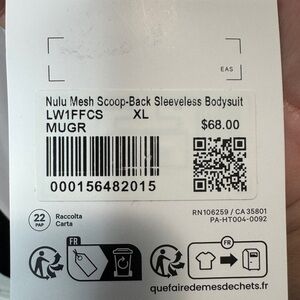 EAS
Nulu Mesh Scoop-Back Sleeveless Bodysuit
LW1FFCS XL
MUGR $68.00
000156482015
22
PAP
Raccolta
Carta
RN106259 / CA 35801
PA-HT004-0092
FR
FR
quefairedemesdechets.fr